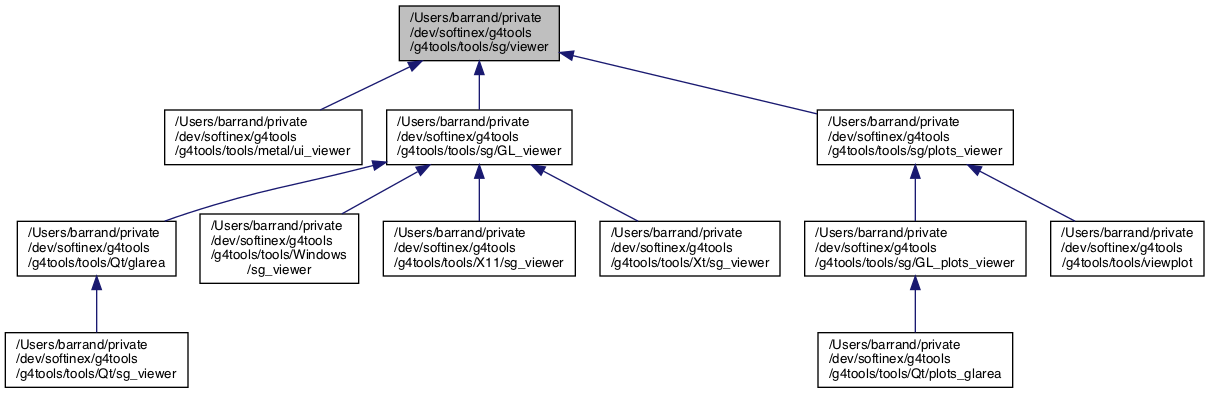 /Users/barrand/private
/dev/softinex/g4tools
/g4tools/tools/sg/viewer
/Users/barrand/private
/dev/softinex/g4tools
/g4tools/tools/metal/ui_viewer
/Users/barrand/private
/dev/softinex/g4tools
/g4tools/tools/sg/GL_viewer
/Users/barrand/private
/dev/softinex/g4tools
/g4tools/tools/sg/plots_viewer
/Users/barrand/private
/dev/softinex/g4tools
/g4tools/tools/Qt/glarea
/Users/barrand/private
/dev/softinex/g4tools
/g4tools/tools/Windows
/sg_viewer
/Users/barrand/private
/dev/softinex/g4tools
/g4tools/tools/X11/sg_viewer
/Users/barrand/private
/dev/softinex/g4tools
/g4tools/tools/Xt/sg_viewer
/Users/barrand/private
/dev/softinex/g4tools
/g4tools/tools/sg/GL_plots_viewer
/Users/barrand/private
/dev/softinex/g4tools
/g4tools/tools/viewplot
/Users/barrand/private
/dev/softinex/g4tools
/g4tools/tools/Qt/sg_viewer
/Users/barrand/private
/dev/softinex/g4tools
/g4tools/tools/Qt/plots_glarea